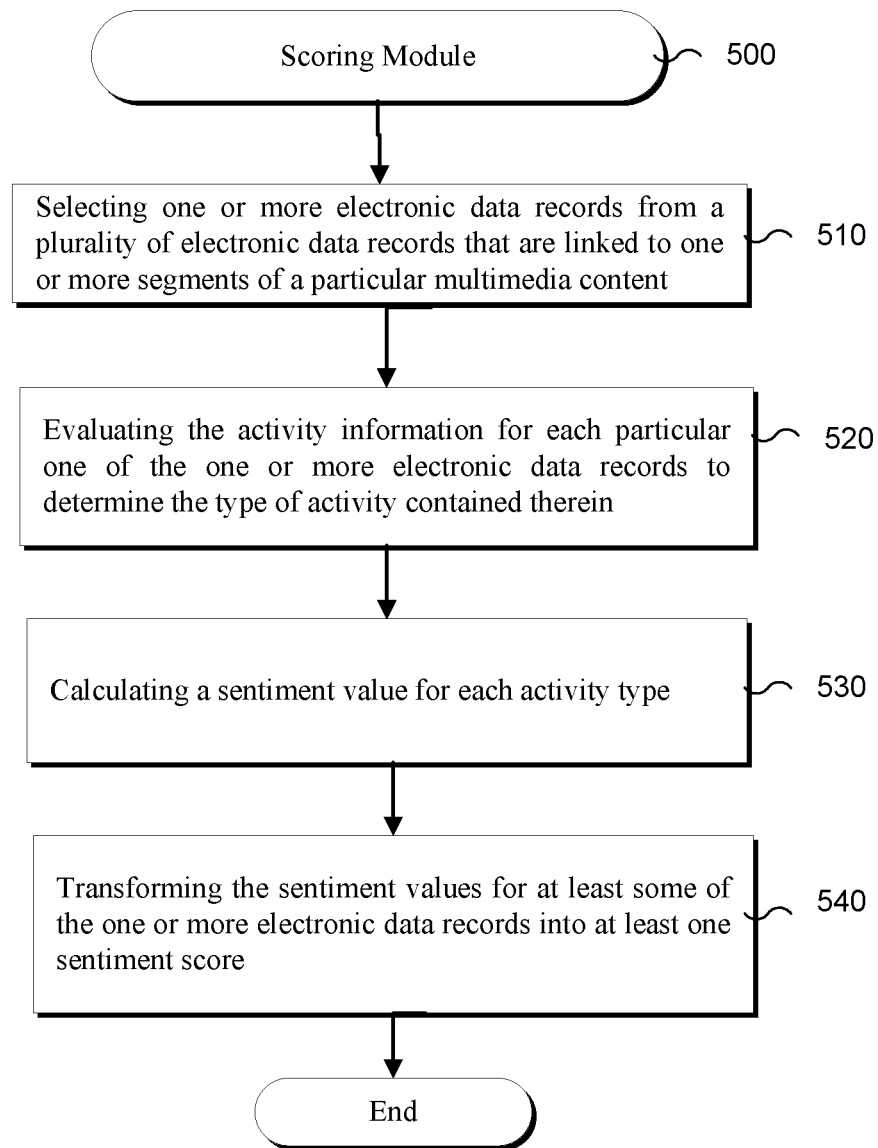 Scoring Module
500
Selecting one or more electronic data records from a
plurality of electronic data records that are linked to one
or more segments of a particular multimedia content
510
Evaluating the activity information for each particular
one of the one or more electronic data records to
determine the type of activity contained therein
520
Calculating a sentiment value for each activity type
530
Transforming the sentiment values for at least some of
the one or more electronic data records into at least one
sentiment score
540
End